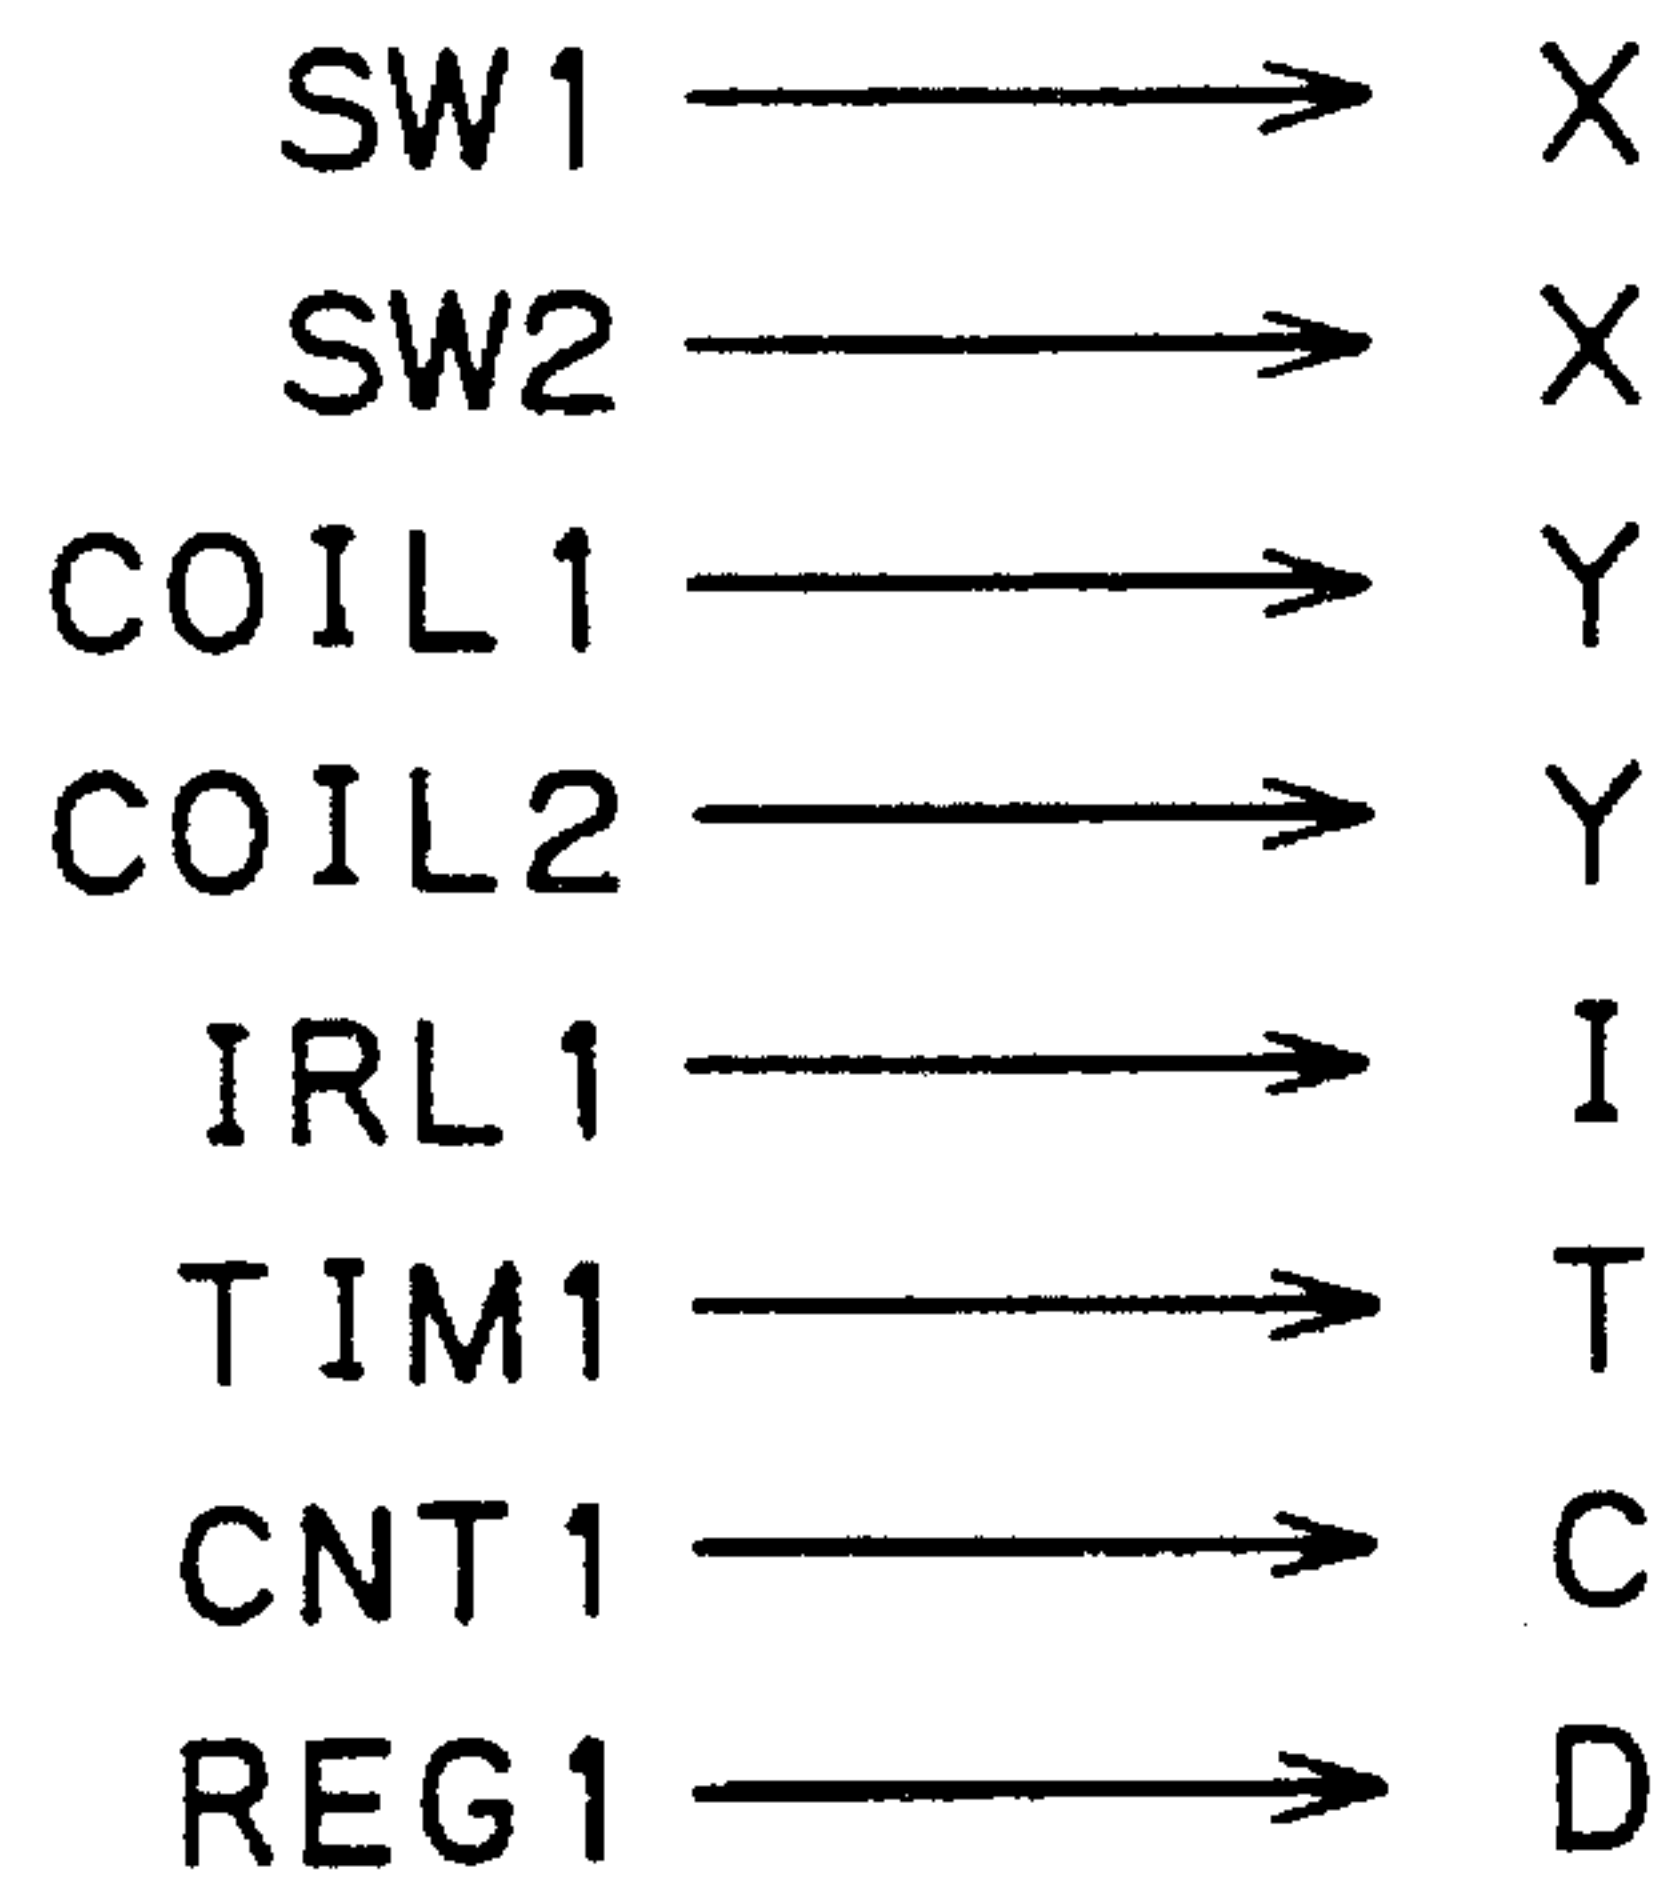 SW1 → X
SW2 → X
COIL1 → Y
COIL2 → Y
IRL1 → I
TIM1 → T
CNT1 → C
REG1 → D